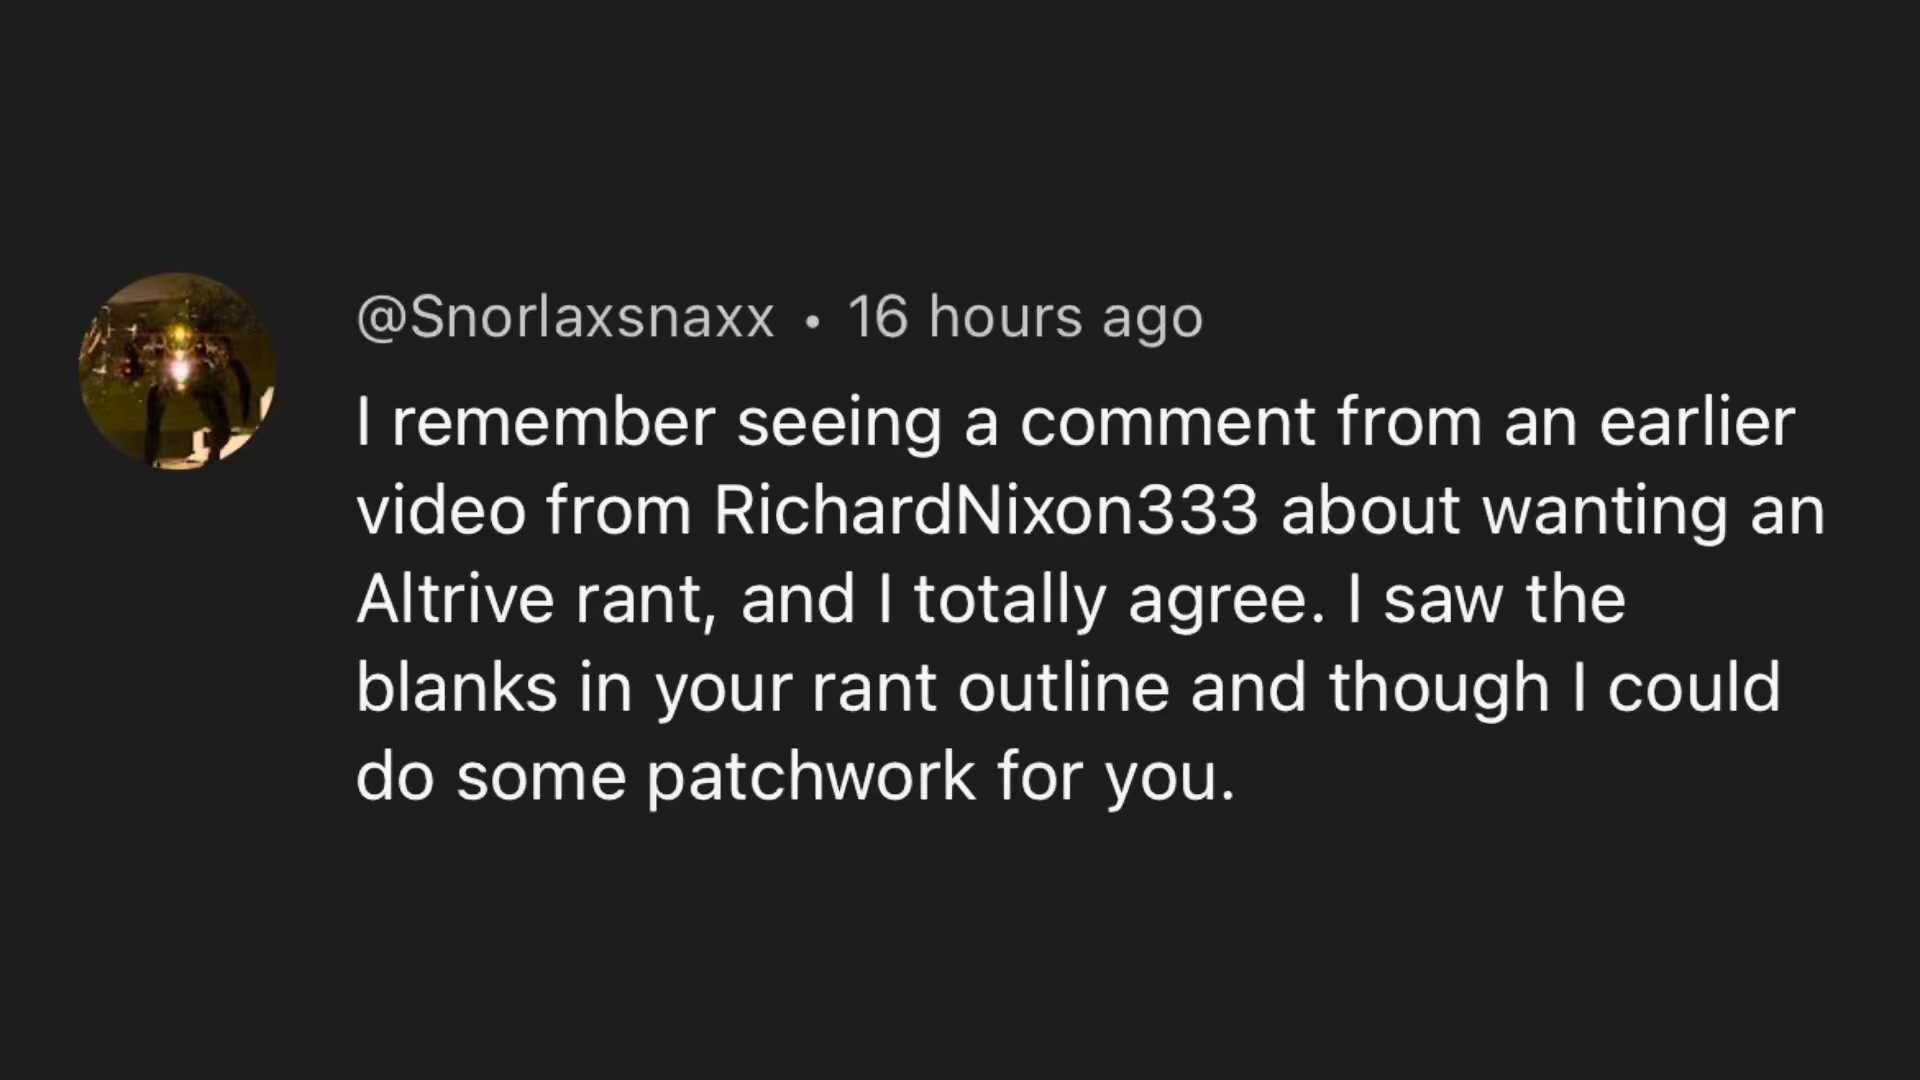 @Snorlaxsnaxx • 16 hours ago
I remember seeing a comment from an earlier
video from RichardNixon333 about wanting an
Altrive rant, and I totally agree. I saw the
blanks in your rant outline and though I could
do some patchwork for you.